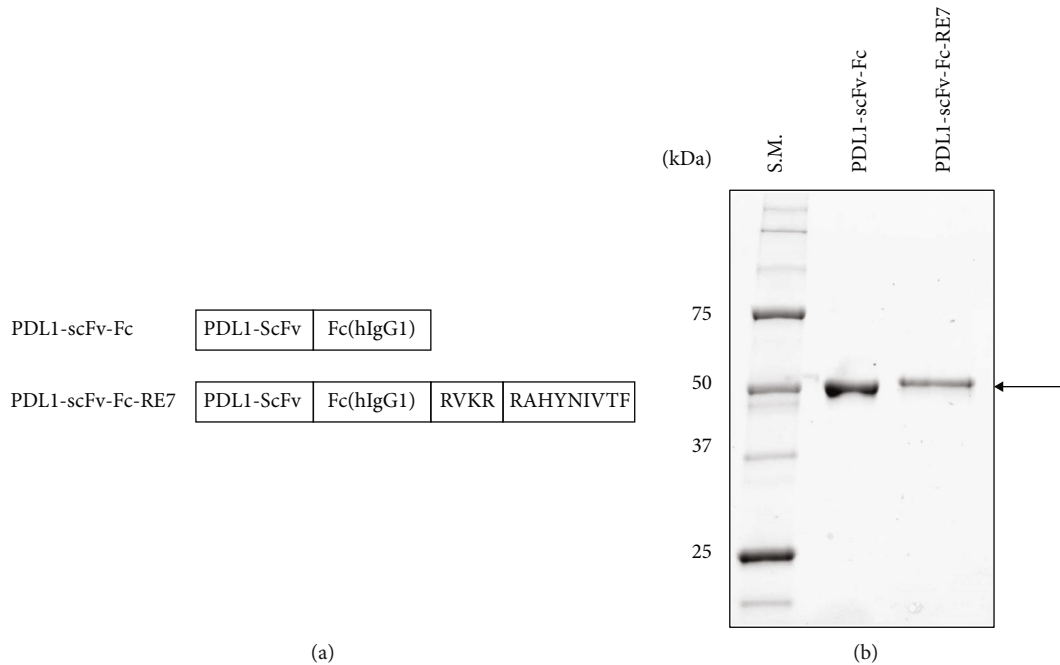 PDL1-scFv-Fc
PDL1-ScFv
Fc(hIgG1)
PDL1-scFv-Fc-RE7
PDL1-ScFv
Fc(hIgG1)
RVKR
RAHYNIVTF
(a)
(kDa)
S.M.
PDL1-scFv-Fc
PDL1-scFv-Fc-RE7
75
50
37
25
(b)